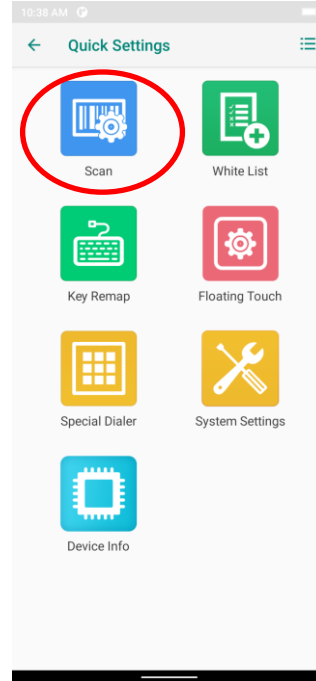 10:38 AM
Quick Settings
Scan
White List
Key Remap
Floating Touch
Special Dialer
System Settings
Device Info